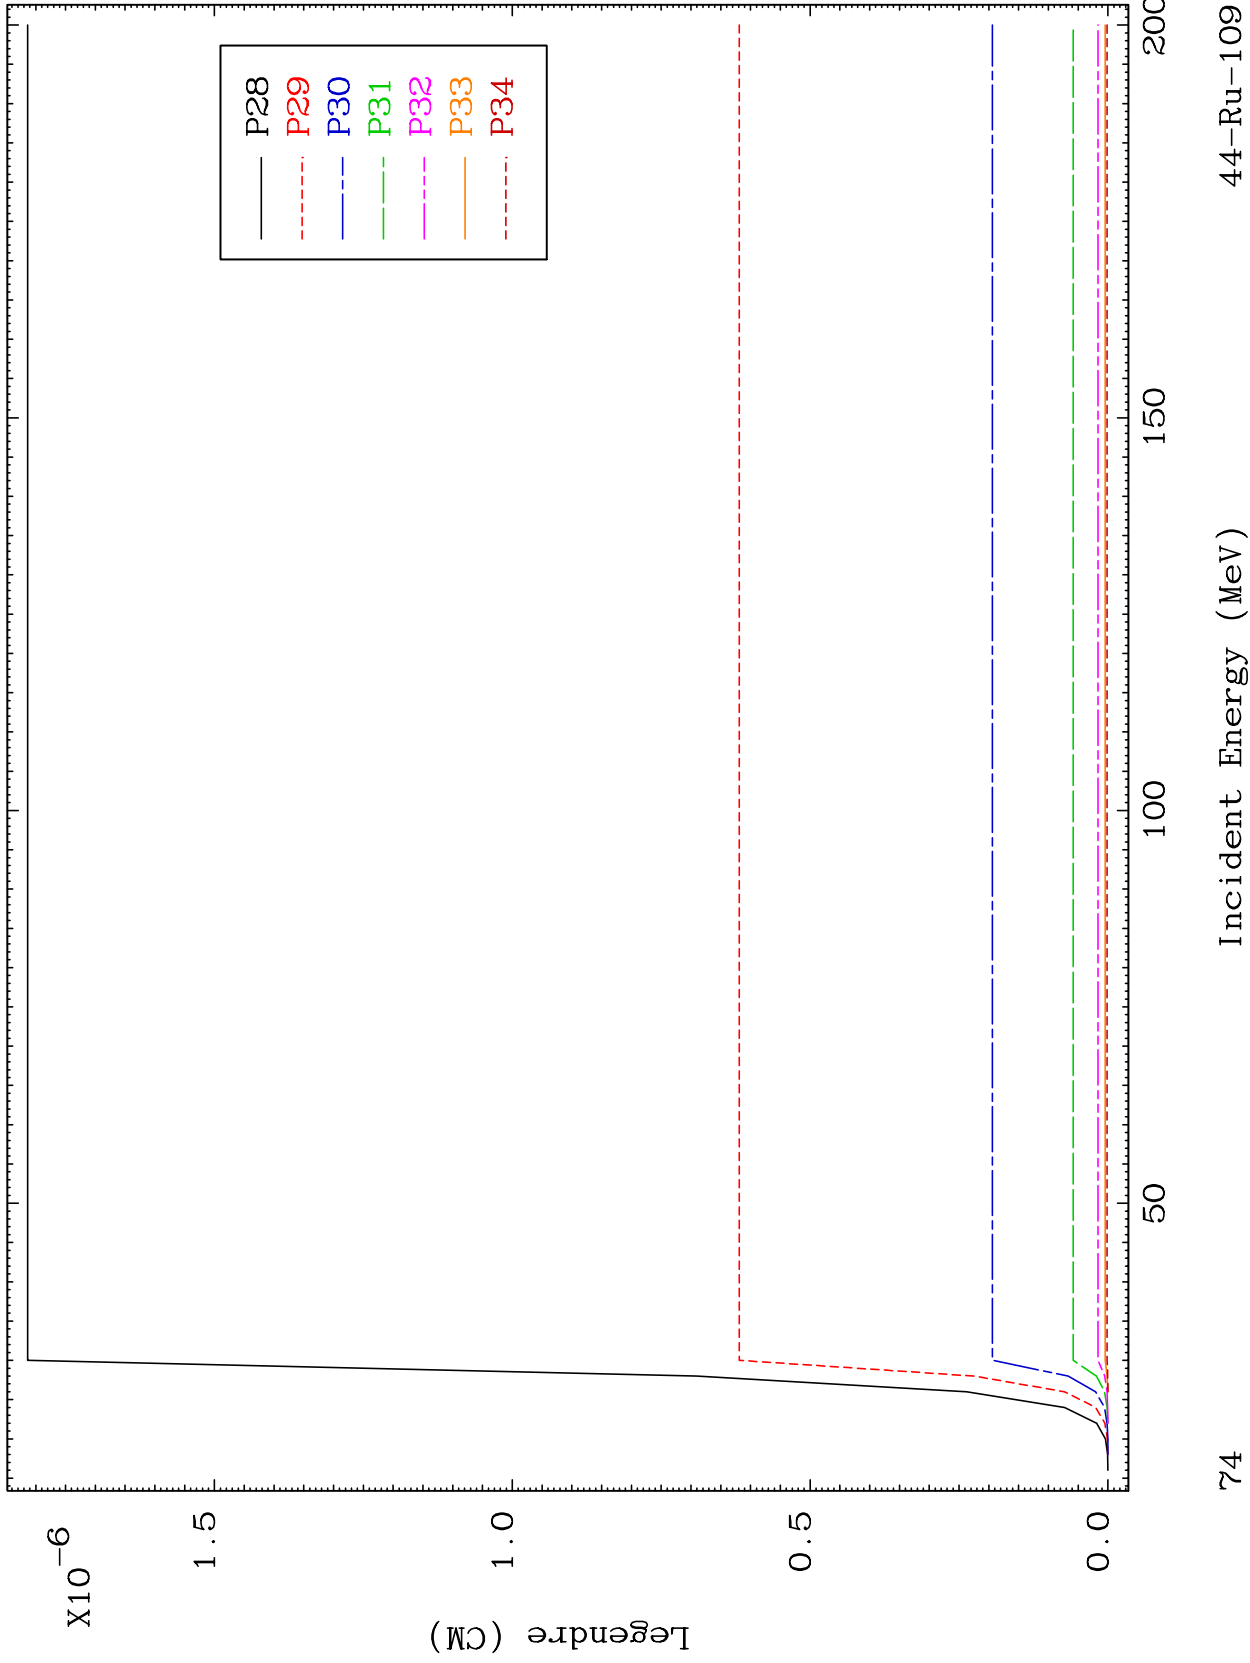 X10-6
1.5
1.0
0.5
0.0
Legendre (CM)
P28
P29
P30
P31
P32
P33
P34
50
100
150
200
Incident Energy (MeV)
74
44-Ru-109